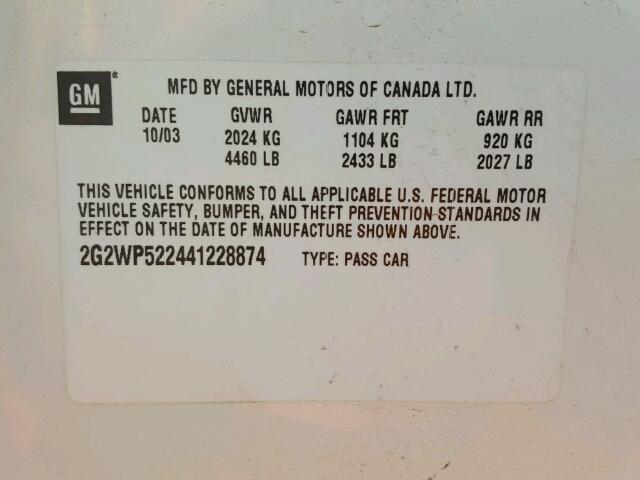 GM®
MFD BY GENERAL MOTORS OF CANADA LTD.
DATE GVWR GAWR FRT GAWR RR
10/03 2024 KG 1104 KG 920 KG
4460 LB 2433 LB 2027 LB
THIS VEHICLE CONFORMS TO ALL APPLICABLE U.S. FEDERAL MOTOR
VEHICLE SAFETY, BUMPER, AND THEFT PREVENTION STANDARDS IN
EFFECT ON THE DATE OF MANUFACTURE SHOWN ABOVE.
2G2WP522441228874 TYPE: PASS CAR